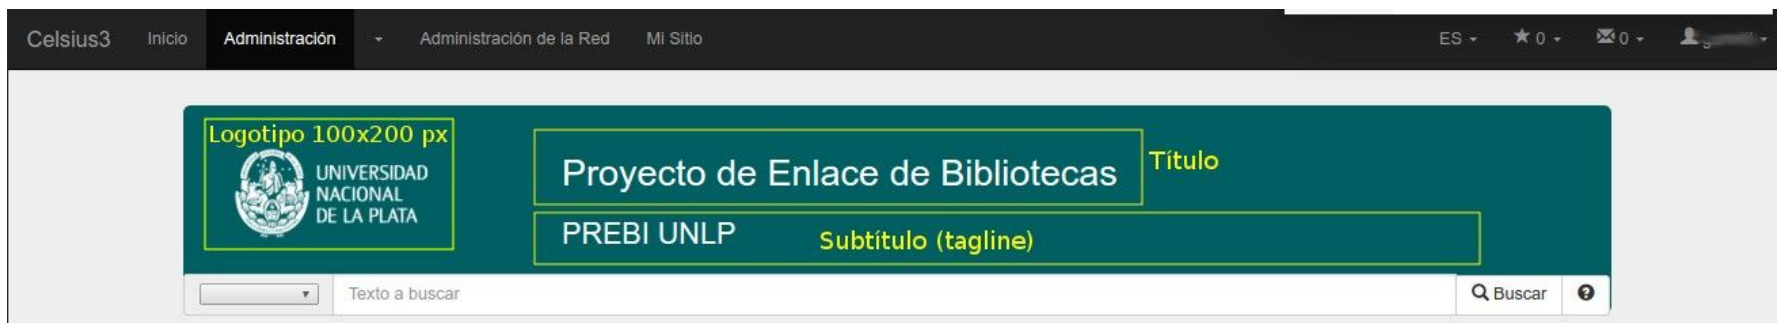 Celsius3 Inicio Administración Administración de la Red Mi Sitio ES 0 0
Logotipo 100x200 px
UNIVERSIDAD
NACIONAL
DE LA PLATA
Proyecto de Enlace de Bibliotecas
Título
PREBI UNLP
Subtítulo (tagline)
Texto a buscar Buscar